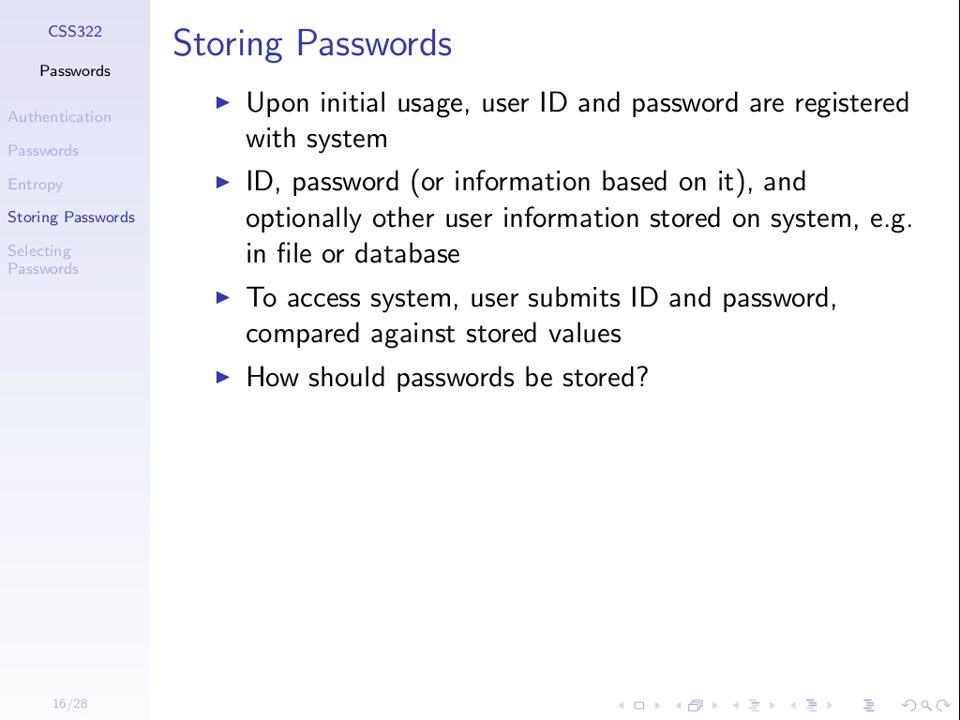 CSS322
Passwords
Authentication
Passwords
Entropy
Storing Passwords
Selecting
Passwords
16/28
Storing Passwords
Upon initial usage, user ID and password are registered
with system
ID, password (or information based on it), and
optionally other user information stored on system, e.g.
in file or database
To access system, user submits ID and password,
compared against stored values
How should passwords be stored?